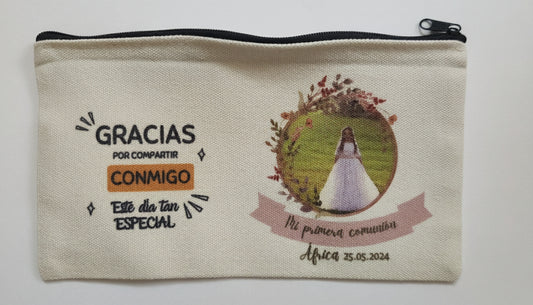 GRACIAS
POR COMPARTIR
CONMIGO
Este día tan
ESPECIAL
Mi primera comunión
África 25.05.2024